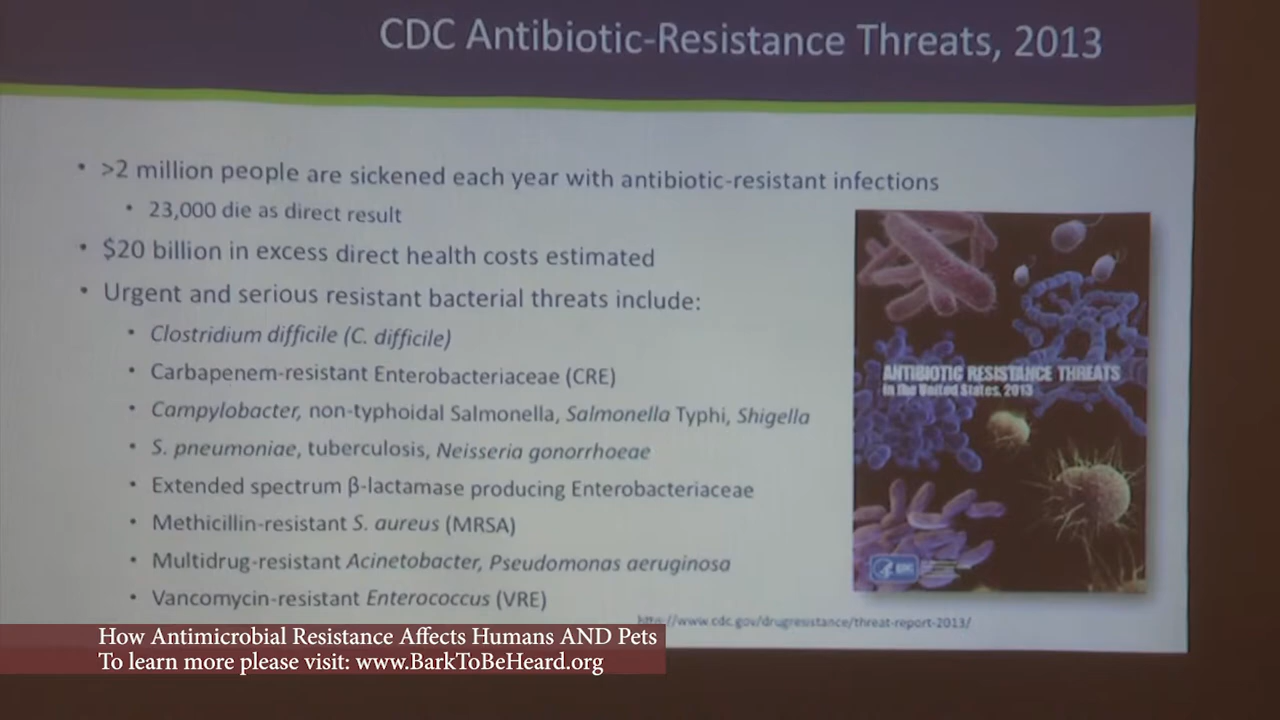 CDC Antibiotic-Resistance Threats, 2013
• >2 million people are sickened each year with antibiotic-resistant infections
• 23,000 die as direct result
• $20 billion in excess direct health costs estimated
• Urgent and serious resistant bacterial threats include:
• Clostridium difficile (C. difficile)
• Carbapenem-resistant Enterobacteriaceae (CRE)
• Campylobacter, non-typhoidal Salmonella, Salmonella Typhi, Shigella
• S. pneumoniae, tuberculosis, Neisseria gonorrhoeae
• Extended spectrum β-lactamase producing Enterobacteriaceae
• Methicillin-resistant S. aureus (MRSA)
• Multidrug-resistant Acinetobacter, Pseudomonas aeruginosa
• Vancomycin-resistant Enterococcus (VRE)
ANTIBIOTIC RESISTANCE THREATS
in the United States, 2013
CDC
http://www.cdc.gov/drugresistance/threat-report-2013/
How Antimicrobial Resistance Affects Humans AND Pets
To learn more please visit: www.BarkToBeHeard.org